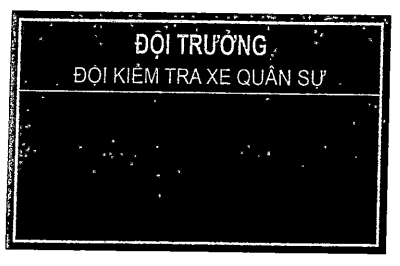 ĐỘI TRƯỞNG
ĐỘI KIỂM TRA XE QUÂN SỰ